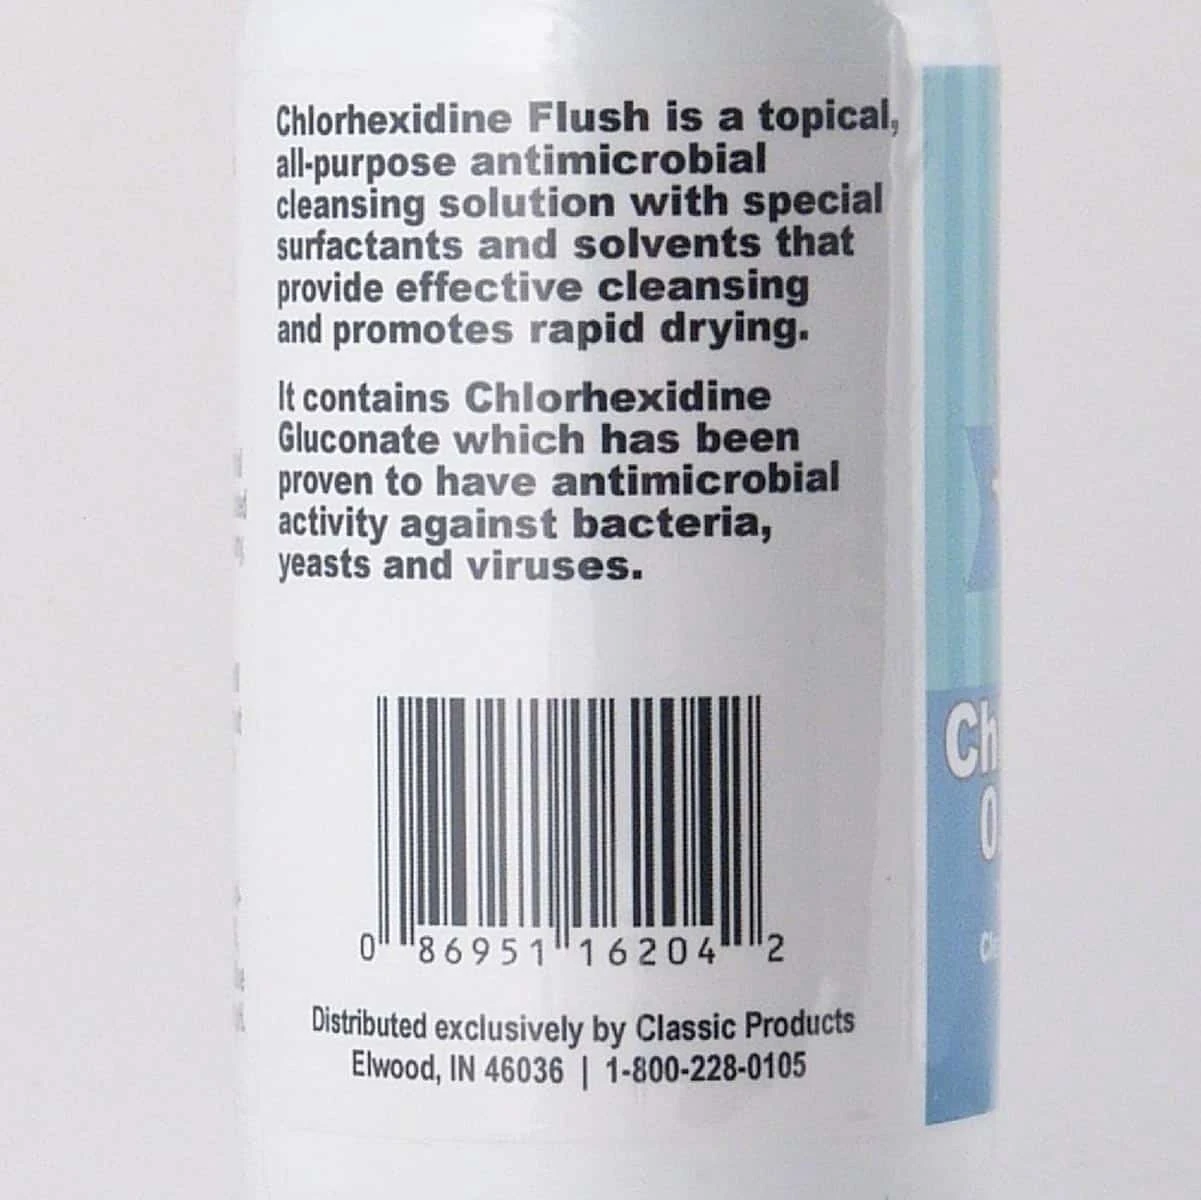 Chlorhexidine Flush is a topical,
all-purpose antimicrobial
cleansing solution with special
surfactants and solvents that
provide effective cleansing
and promotes rapid drying.
It contains Chlorhexidine
Gluconate which has been
proven to have antimicrobial
activity against bacteria,
yeasts and viruses.
0 86951 16204 2
Distributed exclusively by Classic Products
Elwood, IN 46036 | 1-800-228-0105
Ch
0